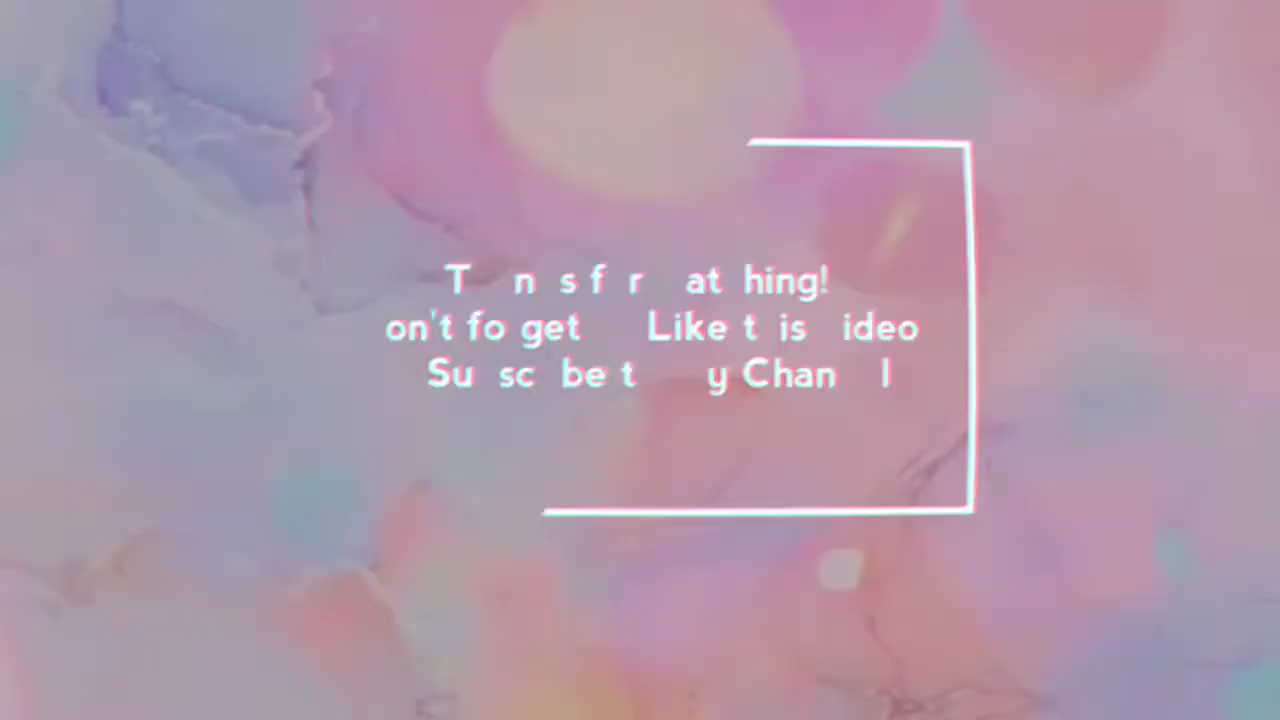 T n s f r at hing!
on't fo get Like t is ideo
Su sc be t y Chan l